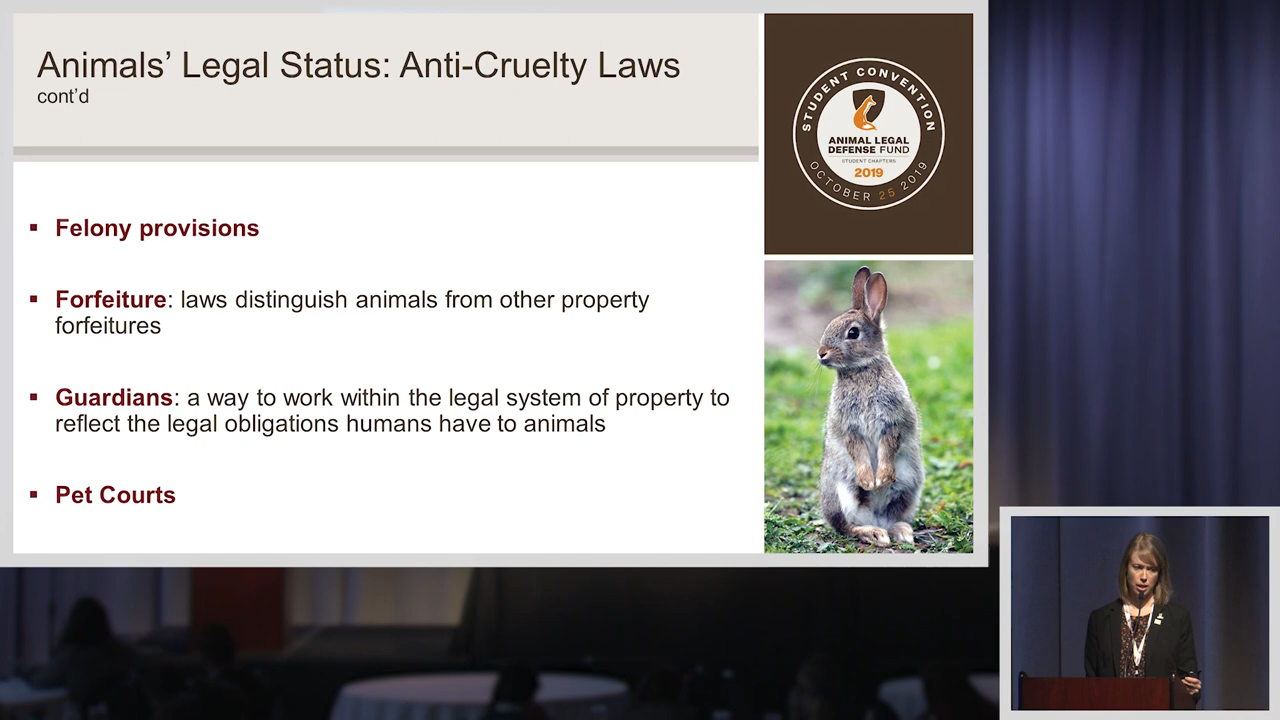 Animals’ Legal Status: Anti-Cruelty Laws
cont’d
▪ Felony provisions
▪ Forfeiture: laws distinguish animals from other property
forfeitures
▪ Guardians: a way to work within the legal system of property to
reflect the legal obligations humans have to animals
▪ Pet Courts
STUDENT CONVENTION
ANIMAL LEGAL
DEFENSE FUND
STUDENT CHAPTERS
2019
OCTOBER 25 2019